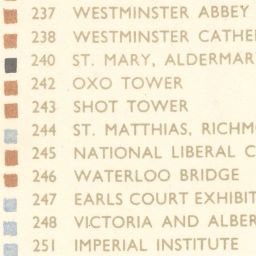 237 WESTMINSTER ABBEY
238 WESTMINSTER CATHE
240 ST. MARY, ALDERMAR
242 OXO TOWER
243 SHOT TOWER
244 ST. MATTHIAS, RICHMO
245 NATIONAL LIBERAL C
246 WATERLOO BRIDGE
247 EARLS COURT EXHIBIT
248 VICTORIA AND ALBER
251 IMPERIAL INSTITUTE